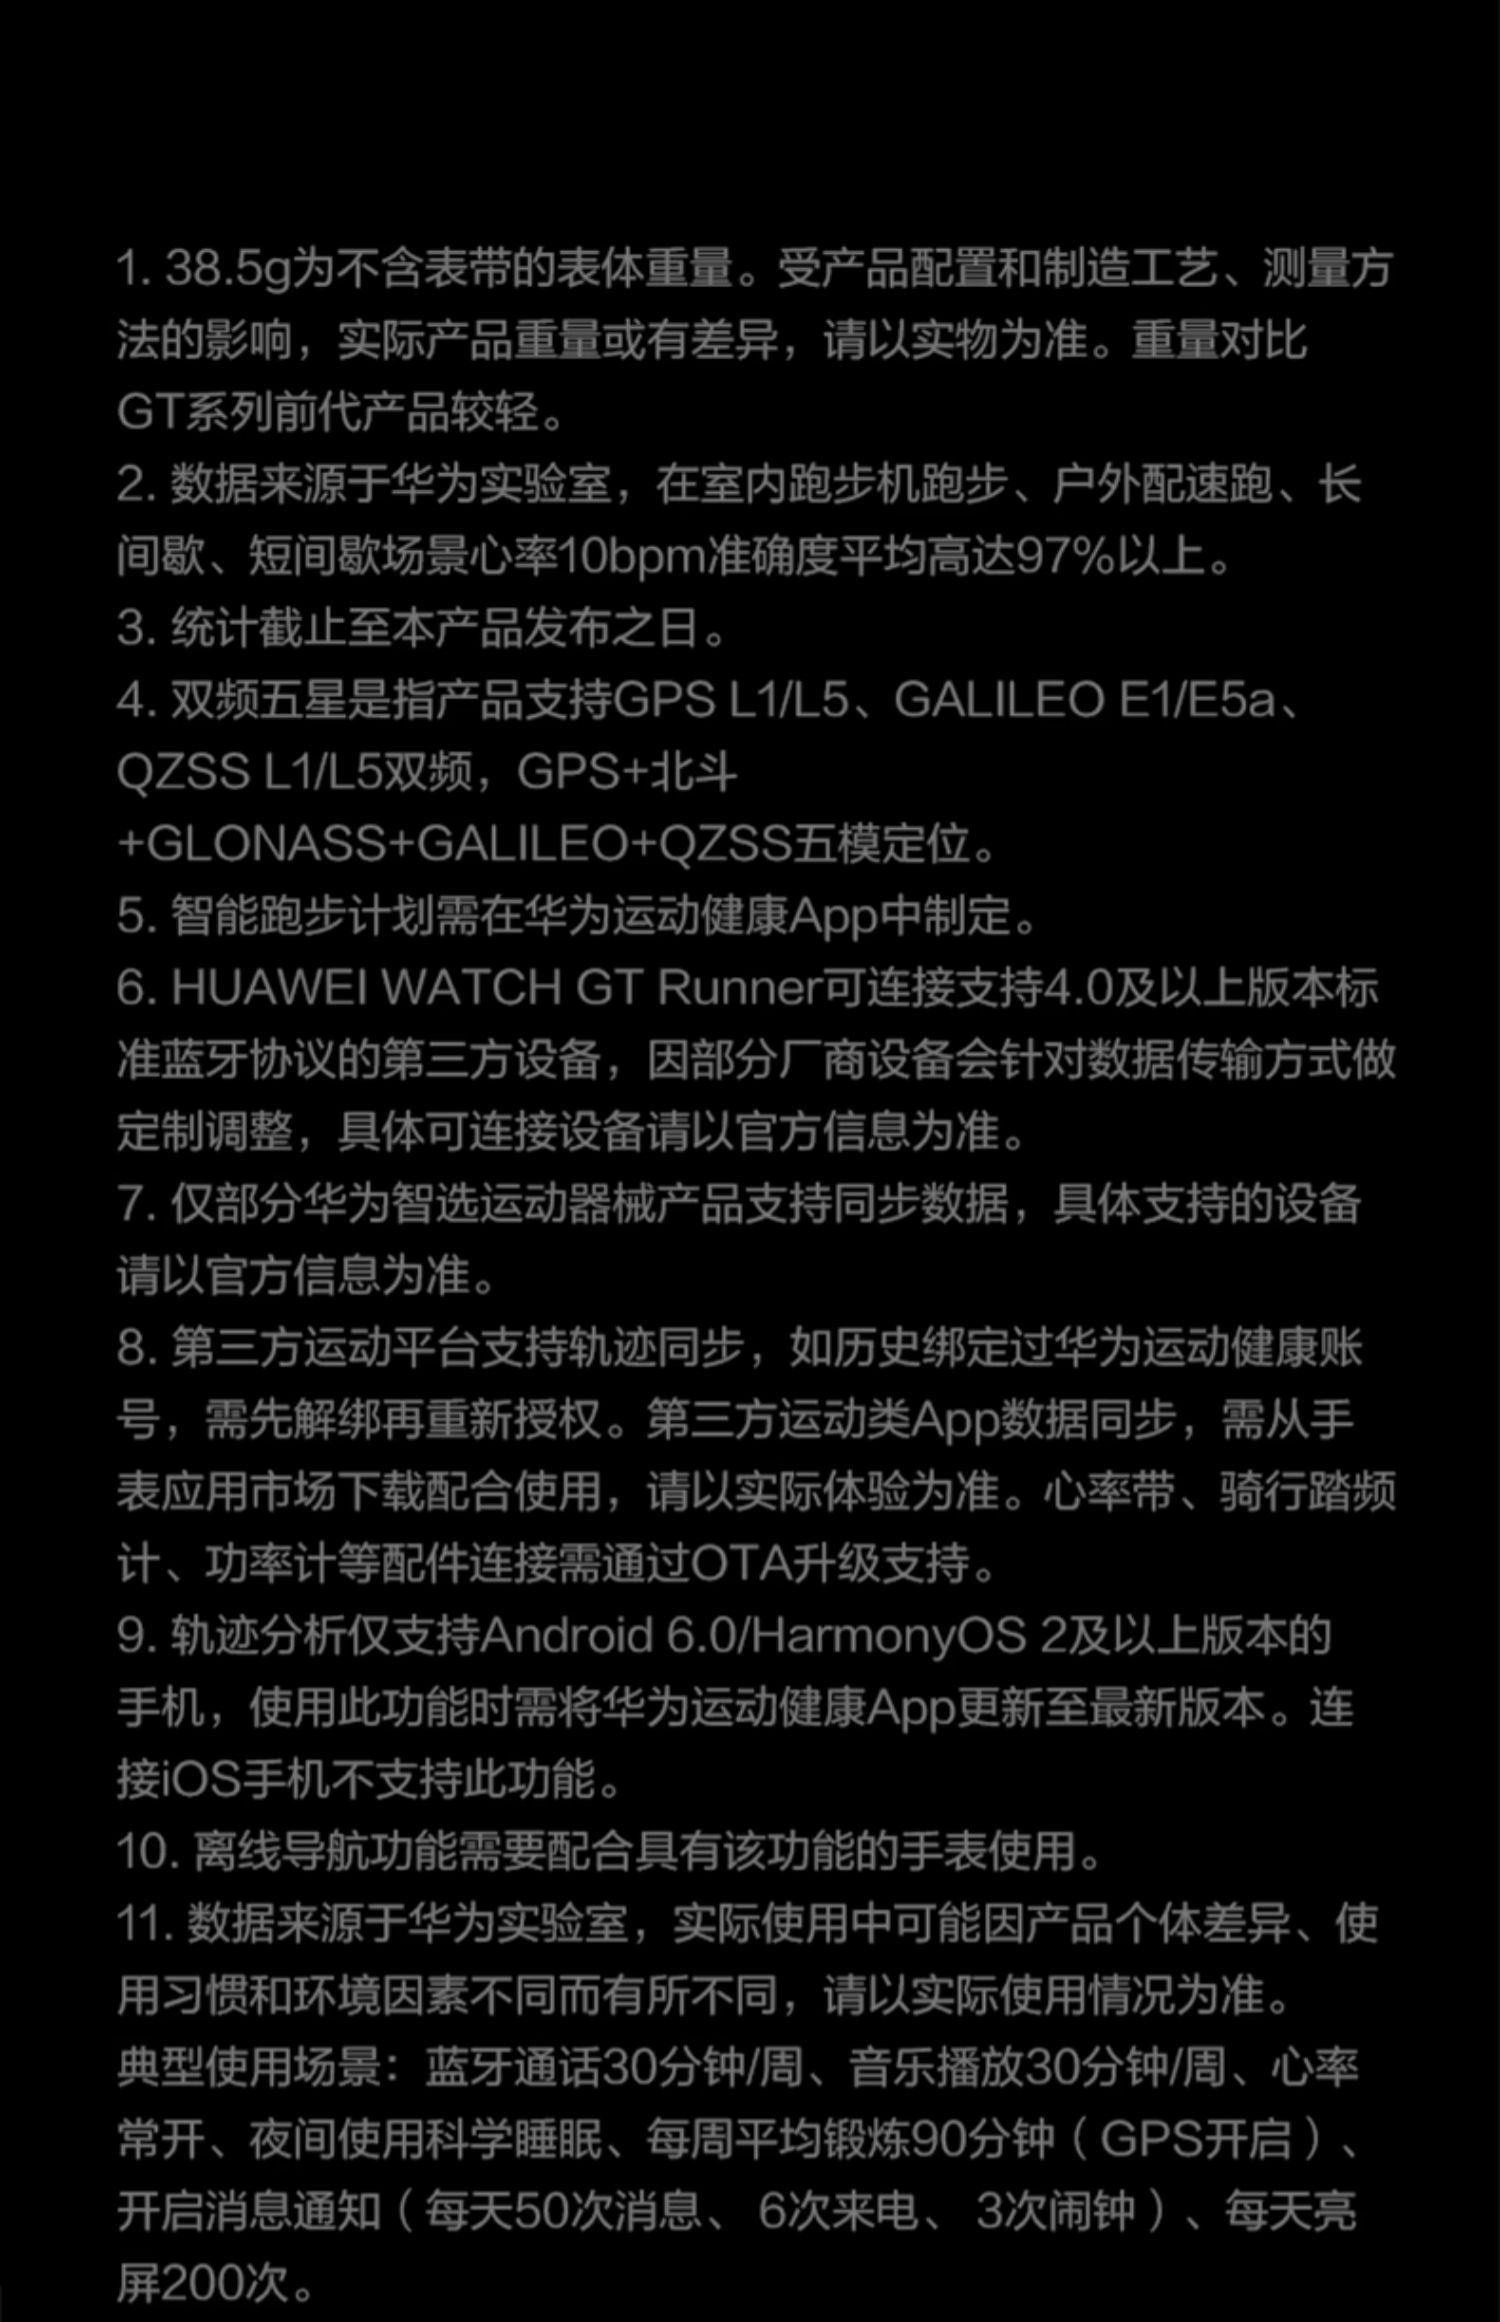 1. 38.5g为不含表带的表体重量。受产品配置和制造工艺、测量方
法的影响，实际产品重量或有差异，请以实物为准。重量对比
GT系列前代产品较轻。
2. 数据来源于华为实验室，在室内跑步机跑步、户外配速跑、长
间歇、短间歇场景心率10bpm准确度平均高达97%以上。
3. 统计截止至本产品发布之日。
4. 双频五星是指产品支持GPS L1/L5、GALILEO E1/E5a、
QZSS L1/L5双频，GPS+北斗
+GLONASS+GALILEO+QZSS五模定位。
5. 智能跑步计划需在华为运动健康App中制定。
6. HUAWEI WATCH GT Runner可连接支持4.0及以上版本标
准蓝牙协议的第三方设备，因部分厂商设备会针对数据传输方式做
定制调整，具体可连接设备请以官方信息为准。
7. 仅部分华为智选运动器械产品支持同步数据，具体支持的设备
请以官方信息为准。
8. 第三方运动平台支持轨迹同步，如历史绑定过华为运动健康账
号，需先解绑再重新授权。第三方运动类App数据同步，需从手
表应用市场下载配合使用，请以实际体验为准。心率带、骑行踏频
计、功率计等配件连接需通过OTA升级支持。
9. 轨迹分析仅支持Android 6.0/HarmonyOS 2及以上版本的
手机，使用此功能时需将华为运动健康App更新至最新版本。连
接iOS手机不支持此功能。
10. 离线导航功能需要配合具有该功能的手表使用。
11. 数据来源于华为实验室，实际使用中可能因产品个体差异、使
用习惯和环境因素不同而有所不同，请以实际使用情况为准。
典型使用场景：蓝牙通话30分钟/周、音乐播放30分钟/周、心率
常开、夜间使用科学睡眠、每周平均锻炼90分钟（GPS开启）、
开启消息通知（每天50次消息、 6次来电、 3次闹钟）、每天亮
屏200次。